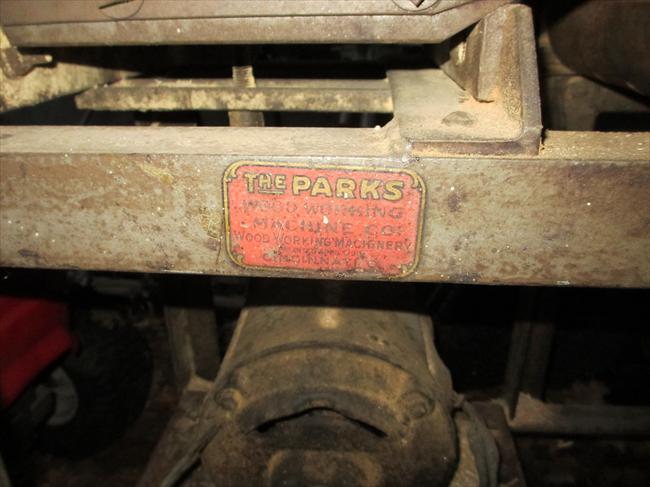 THE PARKS
WOOD WORKING
MACHINE CO.
WOOD WORKING MACHINERY
CINCINNATI, O.